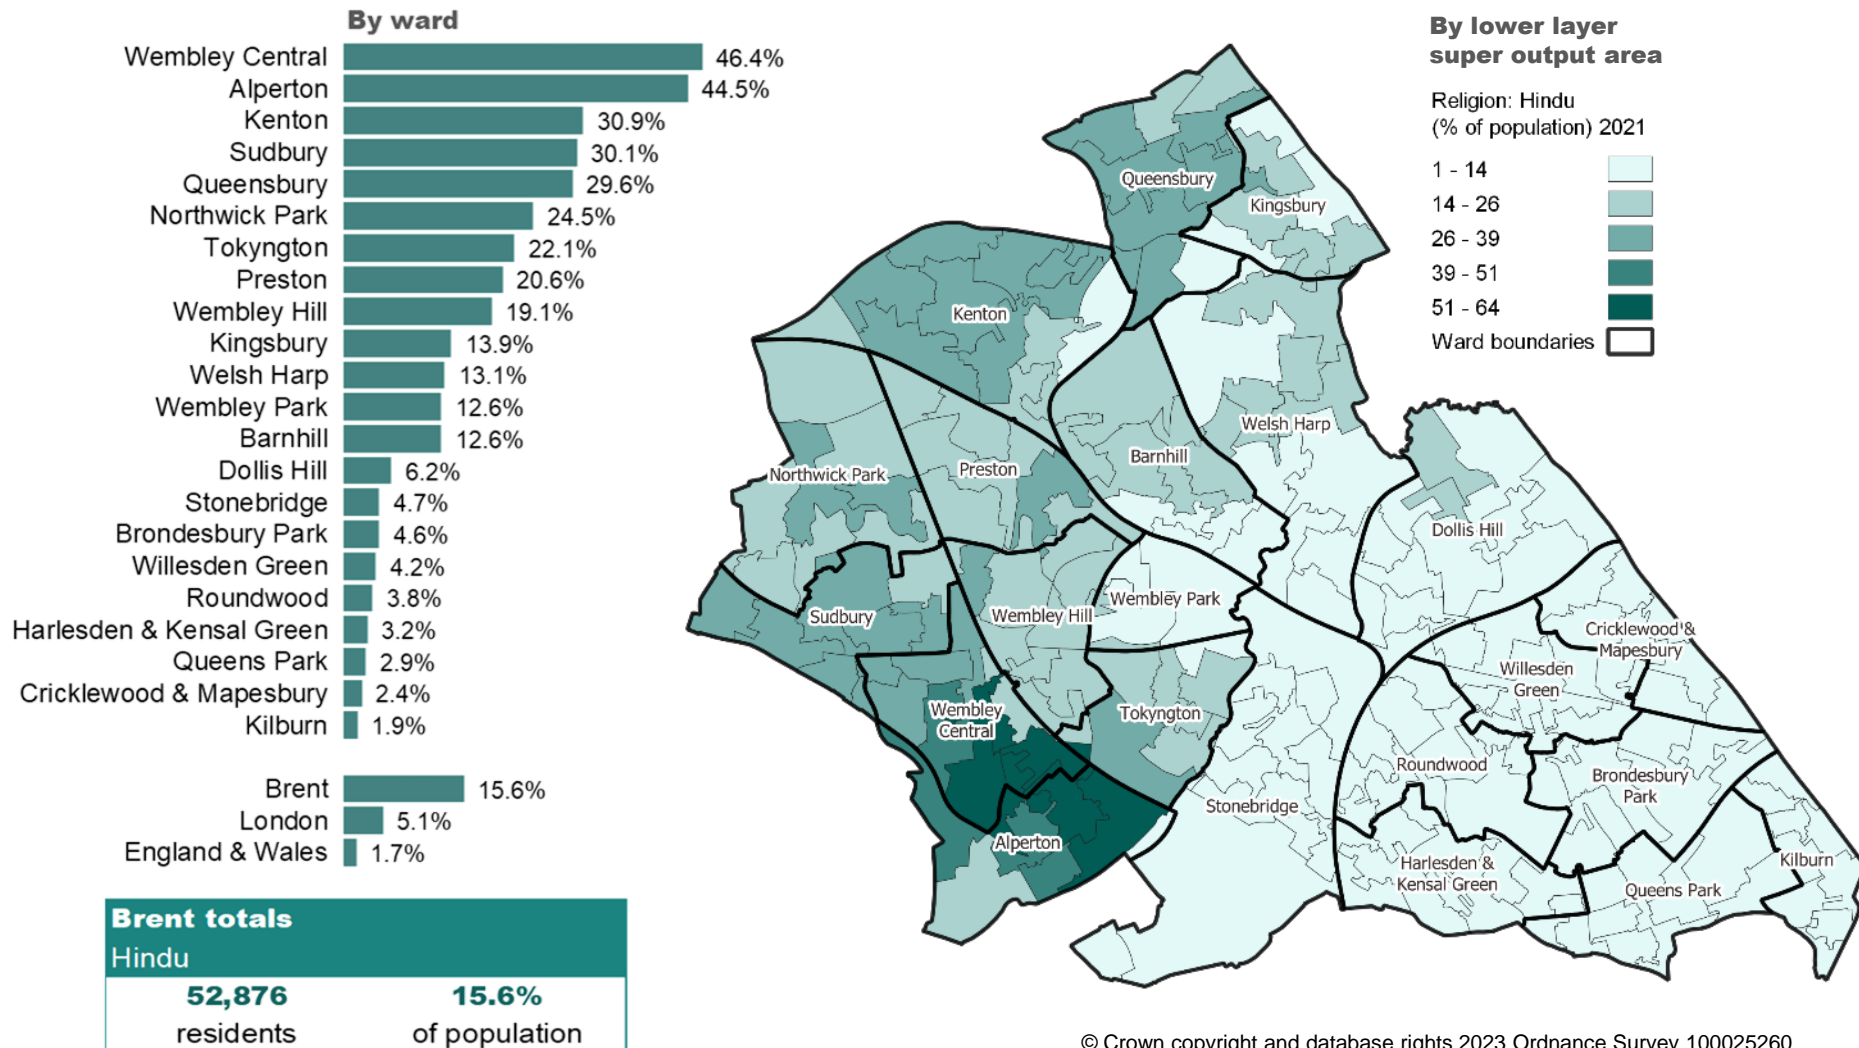 By ward
Wembley Central 46.4%
Alperton 44.5%
Kenton 30.9%
Sudbury 30.1%
Queensbury 29.6%
Northwick Park 24.5%
Tokyngton 22.1%
Preston 20.6%
Wembley Hill 19.1%
Kingsbury 13.9%
Welsh Harp 13.1%
Wembley Park 12.6%
Barnhill 12.6%
Dollis Hill 6.2%
Stonebridge 4.7%
Brondesbury Park 4.6%
Willesden Green 4.2%
Roundwood 3.8%
Harlesden & Kensal Green 3.2%
Queens Park 2.9%
Cricklewood & Mapesbury 2.4%
Kilburn 1.9%
Brent 15.6%
London 5.1%
England & Wales 1.7%
Brent totals
Hindu
52,876 15.6%
residents of population
By lower layer
super output area
Religion: Hindu
(% of population) 2021
1 - 14
14 - 26
26 - 39
39 - 51
51 - 64
Ward boundaries
Queensbury
Kingsbury
Kenton
Welsh Harp
Barnhill
Preston
Northwick Park
Dollis Hill
Wembley Park
Wembley Hill
Sudbury
Cricklewood &
Mapesbury
Willesden
Green
Wembley
Central
Tokyngton
Roundwood
Brondesbury
Park
Stonebridge
Alperton
Harlesden &
Kensal Green
Queens Park
Kilburn
© Crown copyright and database rights 2023 Ordnance Survey 100025260